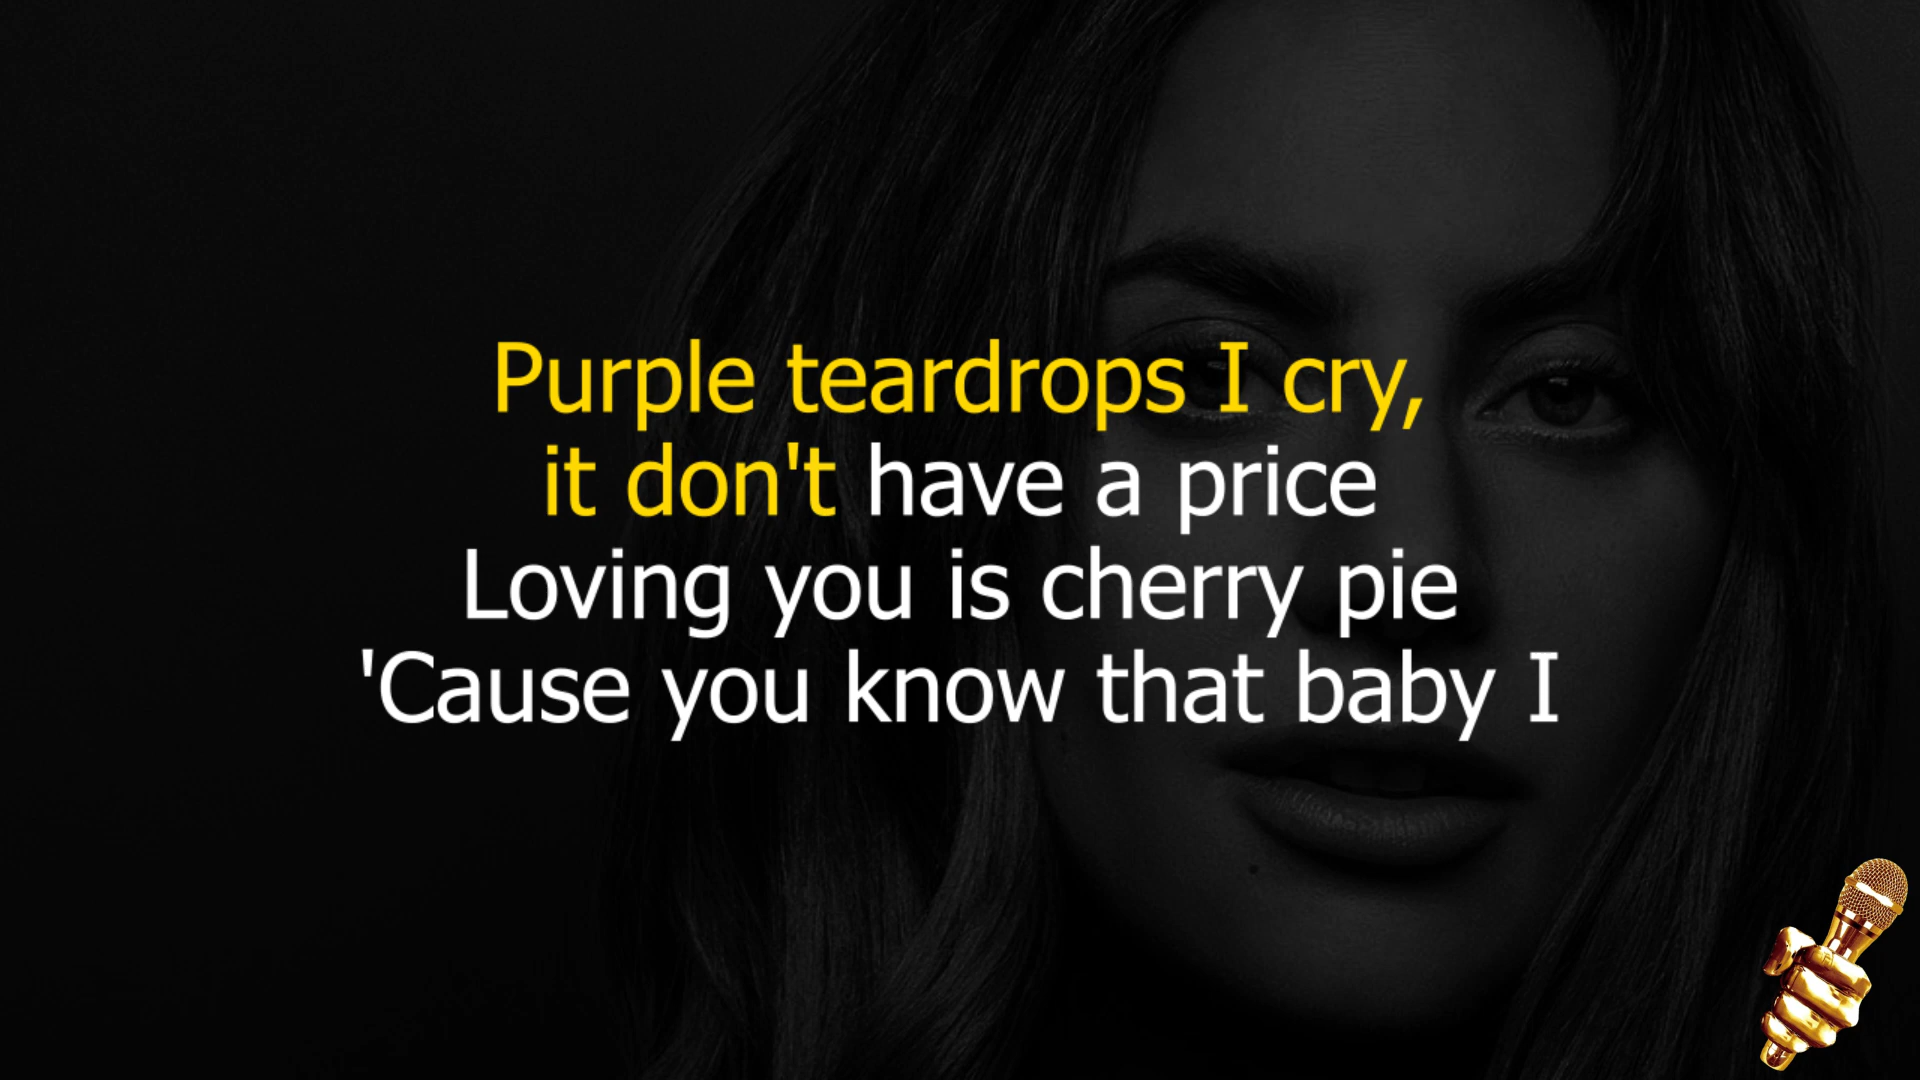 Purple teardrops I cry,
it don't have a price
Loving you is cherry pie
'Cause you know that baby I